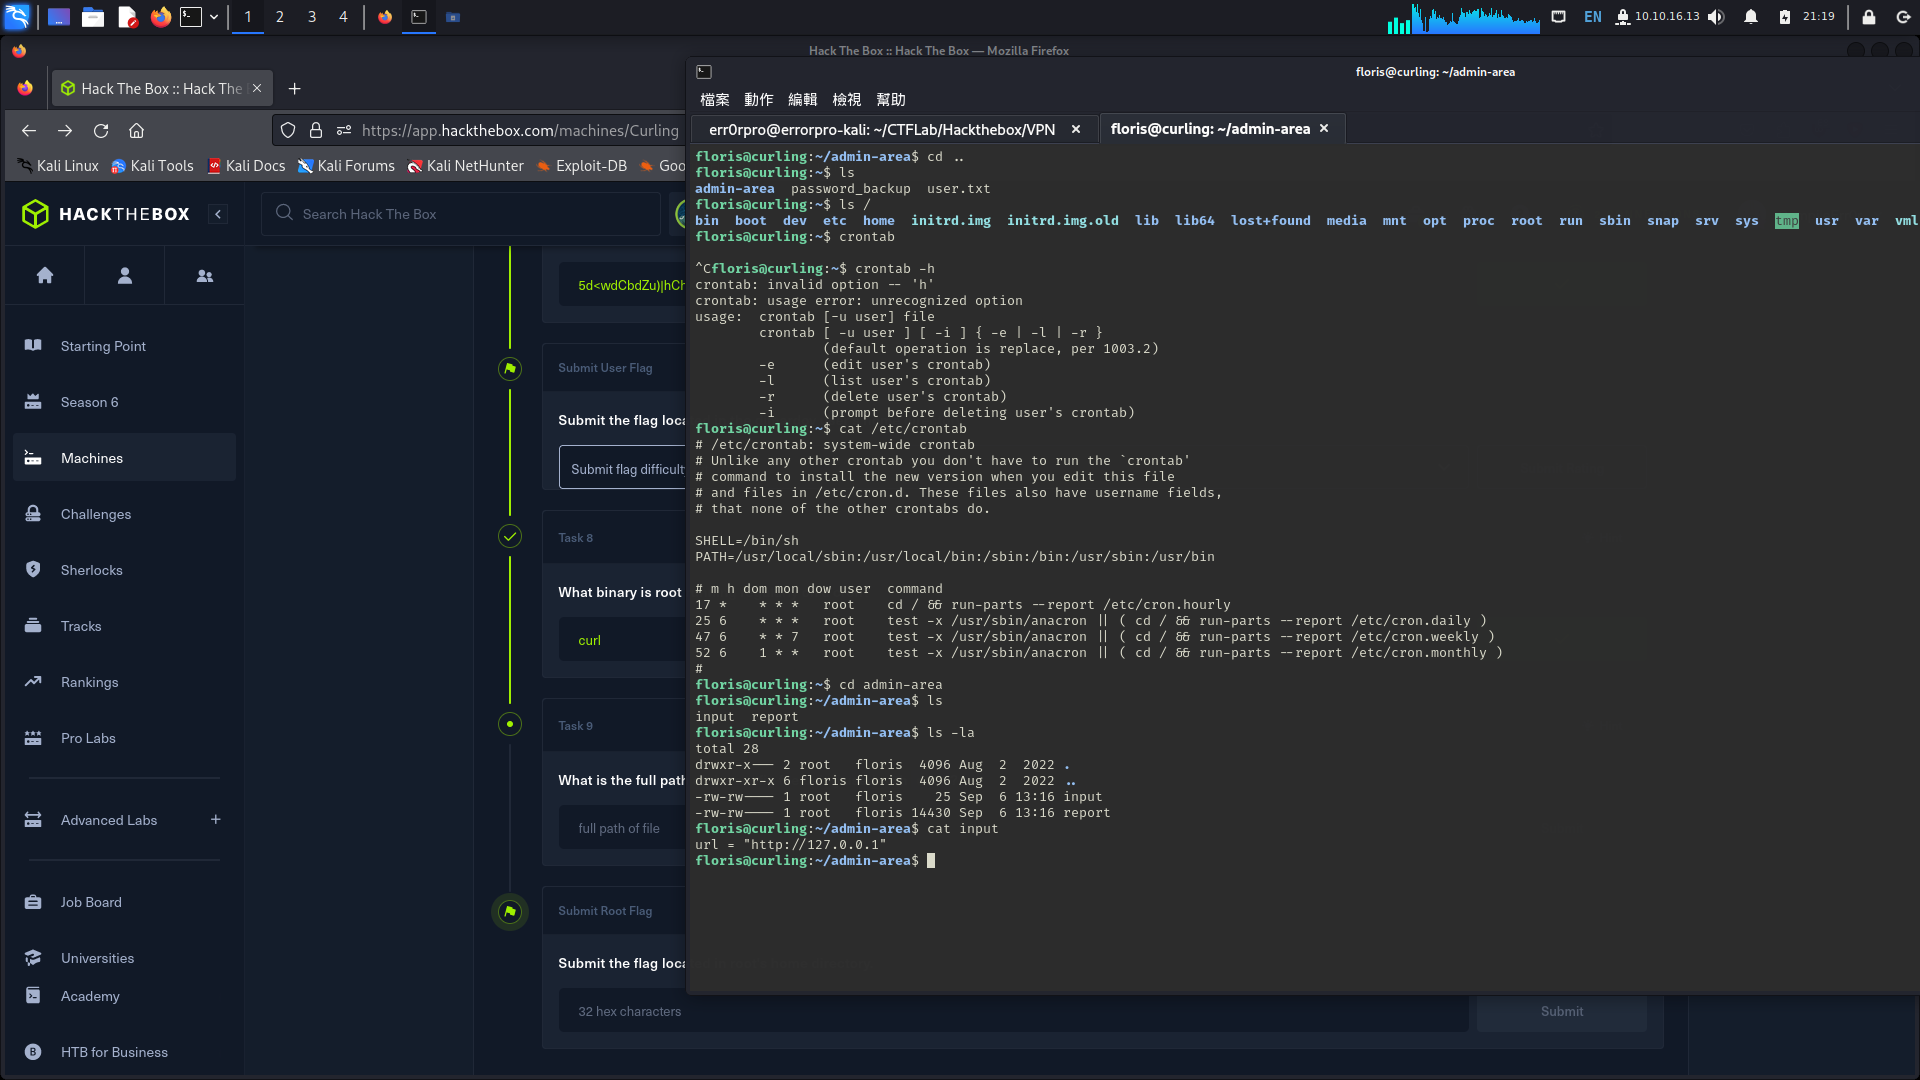 1 2 3 4 EN 10.10.16.13 21:19
Hack The Box :: Hack The Box — Mozilla Firefox
Hack The Box :: Hack The
https://app.hackthebox.com/machines/Curling
Kali Linux Kali Tools Kali Docs Kali Forums Kali NetHunter Exploit-DB Goo
HACKTHEBOX
Search Hack The Box
Starting Point
Season 6
Machines
Challenges
Sherlocks
Tracks
Rankings
Pro Labs
Advanced Labs +
Job Board
Universities
Academy
HTB for Business
5d<wdCbdZu)|hCh
Submit User Flag
Submit the flag loca
Submit flag difficult
Task 8
What binary is root
curl
Task 9
What is the full path
full path of file
Submit Root Flag
Submit the flag loca
32 hex characters
Submit
floris@curling: ~/admin-area
檔案 動作 編輯 檢視 幫助
err0rpro@errorpro-kali: ~/CTFLab/Hackthebox/VPN
floris@curling: ~/admin-area
floris@curling:~/admin-area$ cd ..
floris@curling:~$ ls
admin-area  password_backup  user.txt
floris@curling:~$ ls /
bin  boot  dev  etc  home  initrd.img  initrd.img.old  lib  lib64  lost+found  media  mnt  opt  proc  root  run  sbin  snap  srv  sys  tmp  usr  var  vml
floris@curling:~$ crontab
^Cfloris@curling:~$ crontab -h
crontab: invalid option -- 'h'
crontab: usage error: unrecognized option
usage:  crontab [-u user] file
        crontab [ -u user ] [ -i ] { -e | -l | -r }
                (default operation is replace, per 1003.2)
        -e      (edit user's crontab)
        -l      (list user's crontab)
        -r      (delete user's crontab)
        -i      (prompt before deleting user's crontab)
floris@curling:~$ cat /etc/crontab
# /etc/crontab: system-wide crontab
# Unlike any other crontab you don't have to run the `crontab'
# command to install the new version when you edit this file
# and files in /etc/cron.d. These files also have username fields,
# that none of the other crontabs do.
SHELL=/bin/sh
PATH=/usr/local/sbin:/usr/local/bin:/sbin:/bin:/usr/sbin:/usr/bin
# m h dom mon dow user  command
17 *    * * *   root    cd / && run-parts --report /etc/cron.hourly
25 6    * * *   root    test -x /usr/sbin/anacron || ( cd / && run-parts --report /etc/cron.daily )
47 6    * * 7   root    test -x /usr/sbin/anacron || ( cd / && run-parts --report /etc/cron.weekly )
52 6    1 * *   root    test -x /usr/sbin/anacron || ( cd / && run-parts --report /etc/cron.monthly )
#
floris@curling:~$ cd admin-area
floris@curling:~/admin-area$ ls
input  report
floris@curling:~/admin-area$ ls -la
total 28
drwxr-x--- 2 root   floris  4096 Aug  2  2022 .
drwxr-xr-x 6 floris floris  4096 Aug  2  2022 ..
-rw-rw---- 1 root   floris    25 Sep  6 13:16 input
-rw-rw---- 1 root   floris 14430 Sep  6 13:16 report
floris@curling:~/admin-area$ cat input
url = "http://127.0.0.1"
floris@curling:~/admin-area$